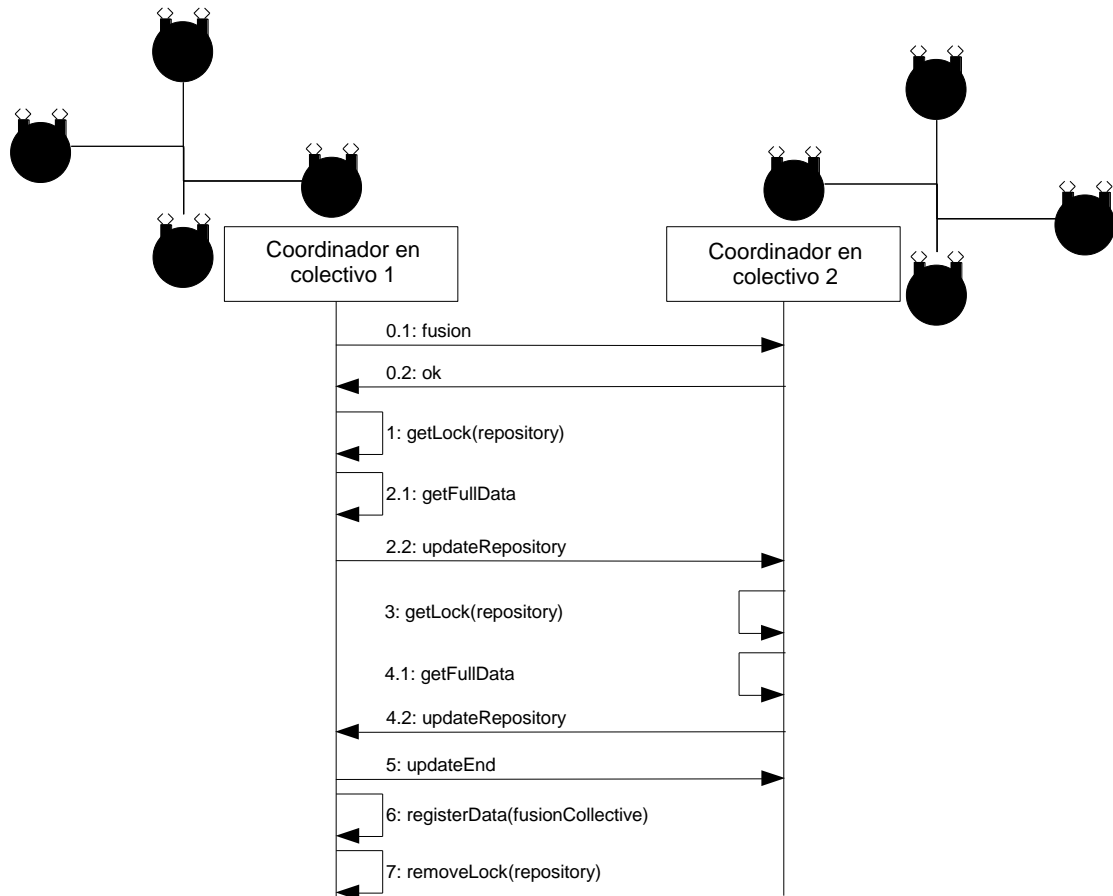 Coordinador en
colectivo 1
Coordinador en
colectivo 2
0.1: fusion
0.2: ok
1: getLock(repository)
2.1: getFullData
2.2: updateRepository
3: getLock(repository)
4.1: getFullData
4.2: updateRepository
5: updateEnd
6: registerData(fusionCollective)
7: removeLock(repository)